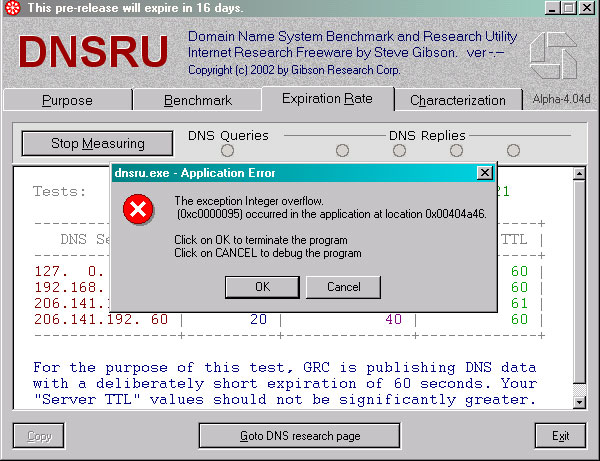 This pre-release will expire in 16 days.
DNSRU
Domain Name System Benchmark and Research Utility
Internet Research Freeware by Steve Gibson. ver -.--
Copyright (c) 2002 by Gibson Research Corp.
Purpose
Benchmark
Expiration Rate
Characterization
Alpha-4.04d
Stop Measuring
DNS Queries
DNS Replies
Tests: 21
dnsru.exe - Application Error
The exception Integer overflow.
(0xc0000095) occurred in the application at location 0x00404a46.
Click on OK to terminate the program
Click on CANCEL to debug the program
OK
Cancel
DNS Se TTL |
127. 0. 60 |
192.168. 60 |
206.141.1 61 |
206.141.192. 60 | 20 | 40 | 60 |
For the purpose of this test, GRC is publishing DNS data
with a deliberately short expiration of 60 seconds. Your
"Server TTL" values should not be significantly greater.
Copy
Goto DNS research page
Exit